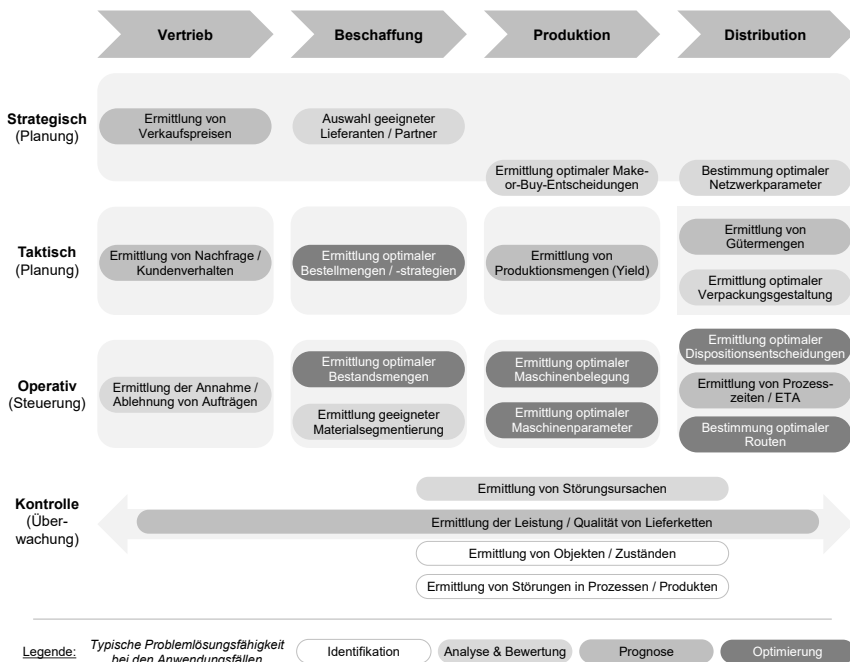 Vertrieb
Beschaffung
Produktion
Distribution
Strategisch
(Planung)
Ermittlung von
Verkaufspreisen
Auswahl geeigneter
Lieferanten / Partner
Ermittlung optimaler Make-
or-Buy-Entscheidungen
Bestimmung optimaler
Netzwerkparameter
Taktisch
(Planung)
Ermittlung von Nachfrage /
Kundenverhalten
Ermittlung optimaler
Bestellmengen / -strategien
Ermittlung von
Produktionsmengen (Yield)
Ermittlung von
Gütermengen
Ermittlung optimaler
Verpackungsgestaltung
Operativ
(Steuerung)
Ermittlung der Annahme /
Ablehnung von Aufträgen
Ermittlung optimaler
Bestandsmengen
Ermittlung geeigneter
Materialsegmentierung
Ermittlung optimaler
Maschinenbelegung
Ermittlung optimaler
Maschinenparameter
Ermittlung optimaler
Dispositionsentscheidungen
Ermittlung von Prozess-
zeiten / ETA
Bestimmung optimaler
Routen
Kontrolle
(Über-
wachung)
Ermittlung von Störungsursachen
Ermittlung der Leistung / Qualität von Lieferketten
Ermittlung von Objekten / Zuständen
Ermittlung von Störungen in Prozessen / Produkten
Legende:
Typische Problemlösungsfähigkeit
bei den Anwendungsfällen
Identifikation
Analyse & Bewertung
Prognose
Optimierung